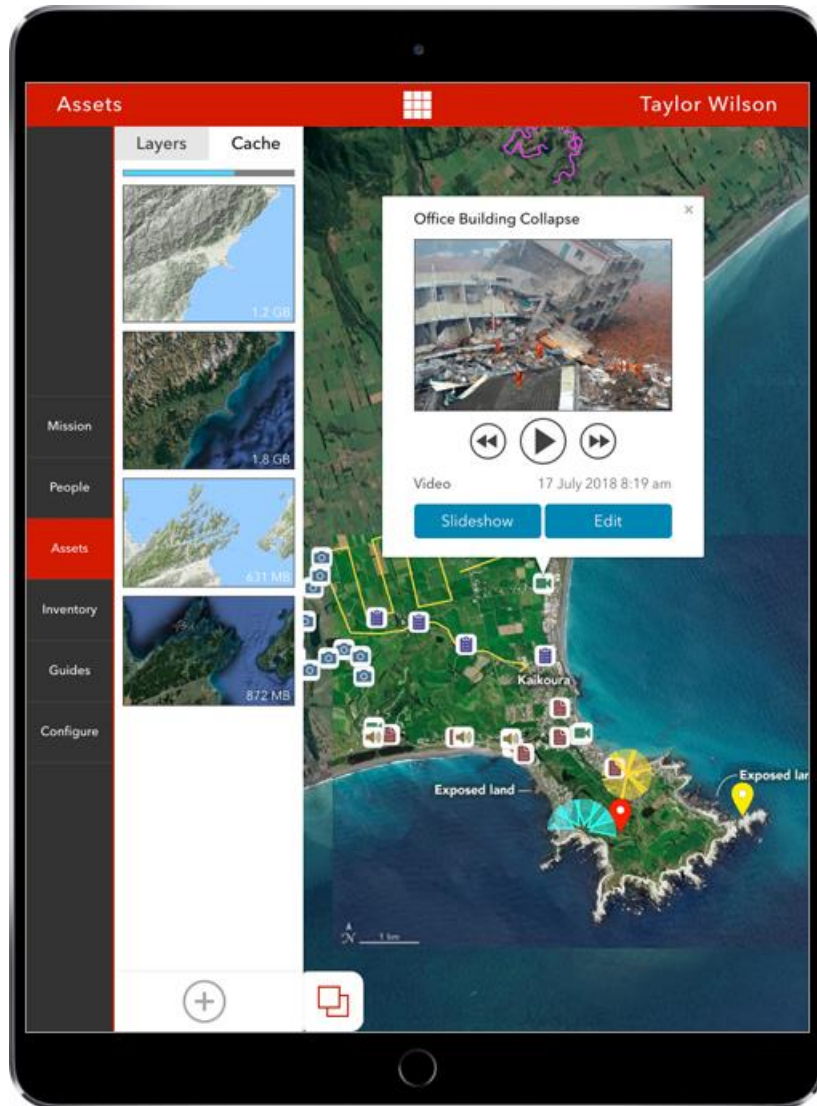 Assets
Taylor Wilson
Layers
Cache
1.2 GB
1.8 GB
631 MB
872 MB
Mission
People
Assets
Inventory
Guides
Configure
Office Building Collapse
×
Video
17 July 2018 8:19 am
Slideshow
Edit
Kaikoura
Exposed land
Exposed lan
N
1 km